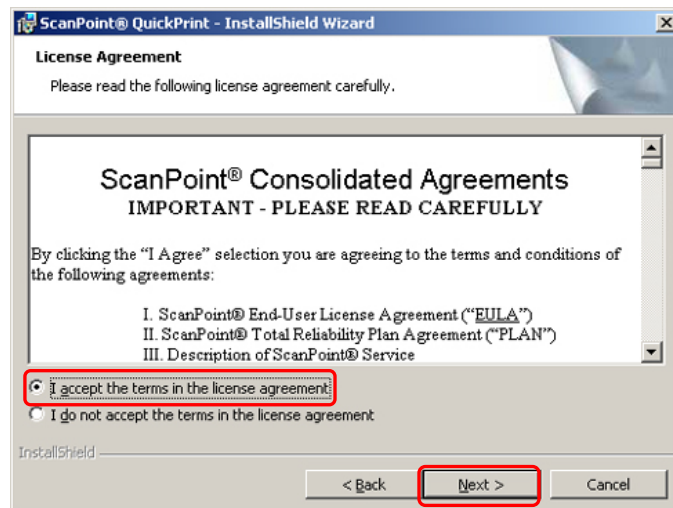 ScanPoint® QuickPrint - InstallShield Wizard
License Agreement
Please read the following license agreement carefully.
ScanPoint® Consolidated Agreements
IMPORTANT - PLEASE READ CAREFULLY
By clicking the “I Agree” selection you are agreeing to the terms and conditions of
the following agreements:
I. ScanPoint® End-User License Agreement (“EULA”)
II. ScanPoint® Total Reliability Plan Agreement (“PLAN”)
III. Description of ScanPoint® Service
I accept the terms in the license agreement
I do not accept the terms in the license agreement
InstallShield
< Back Next > Cancel